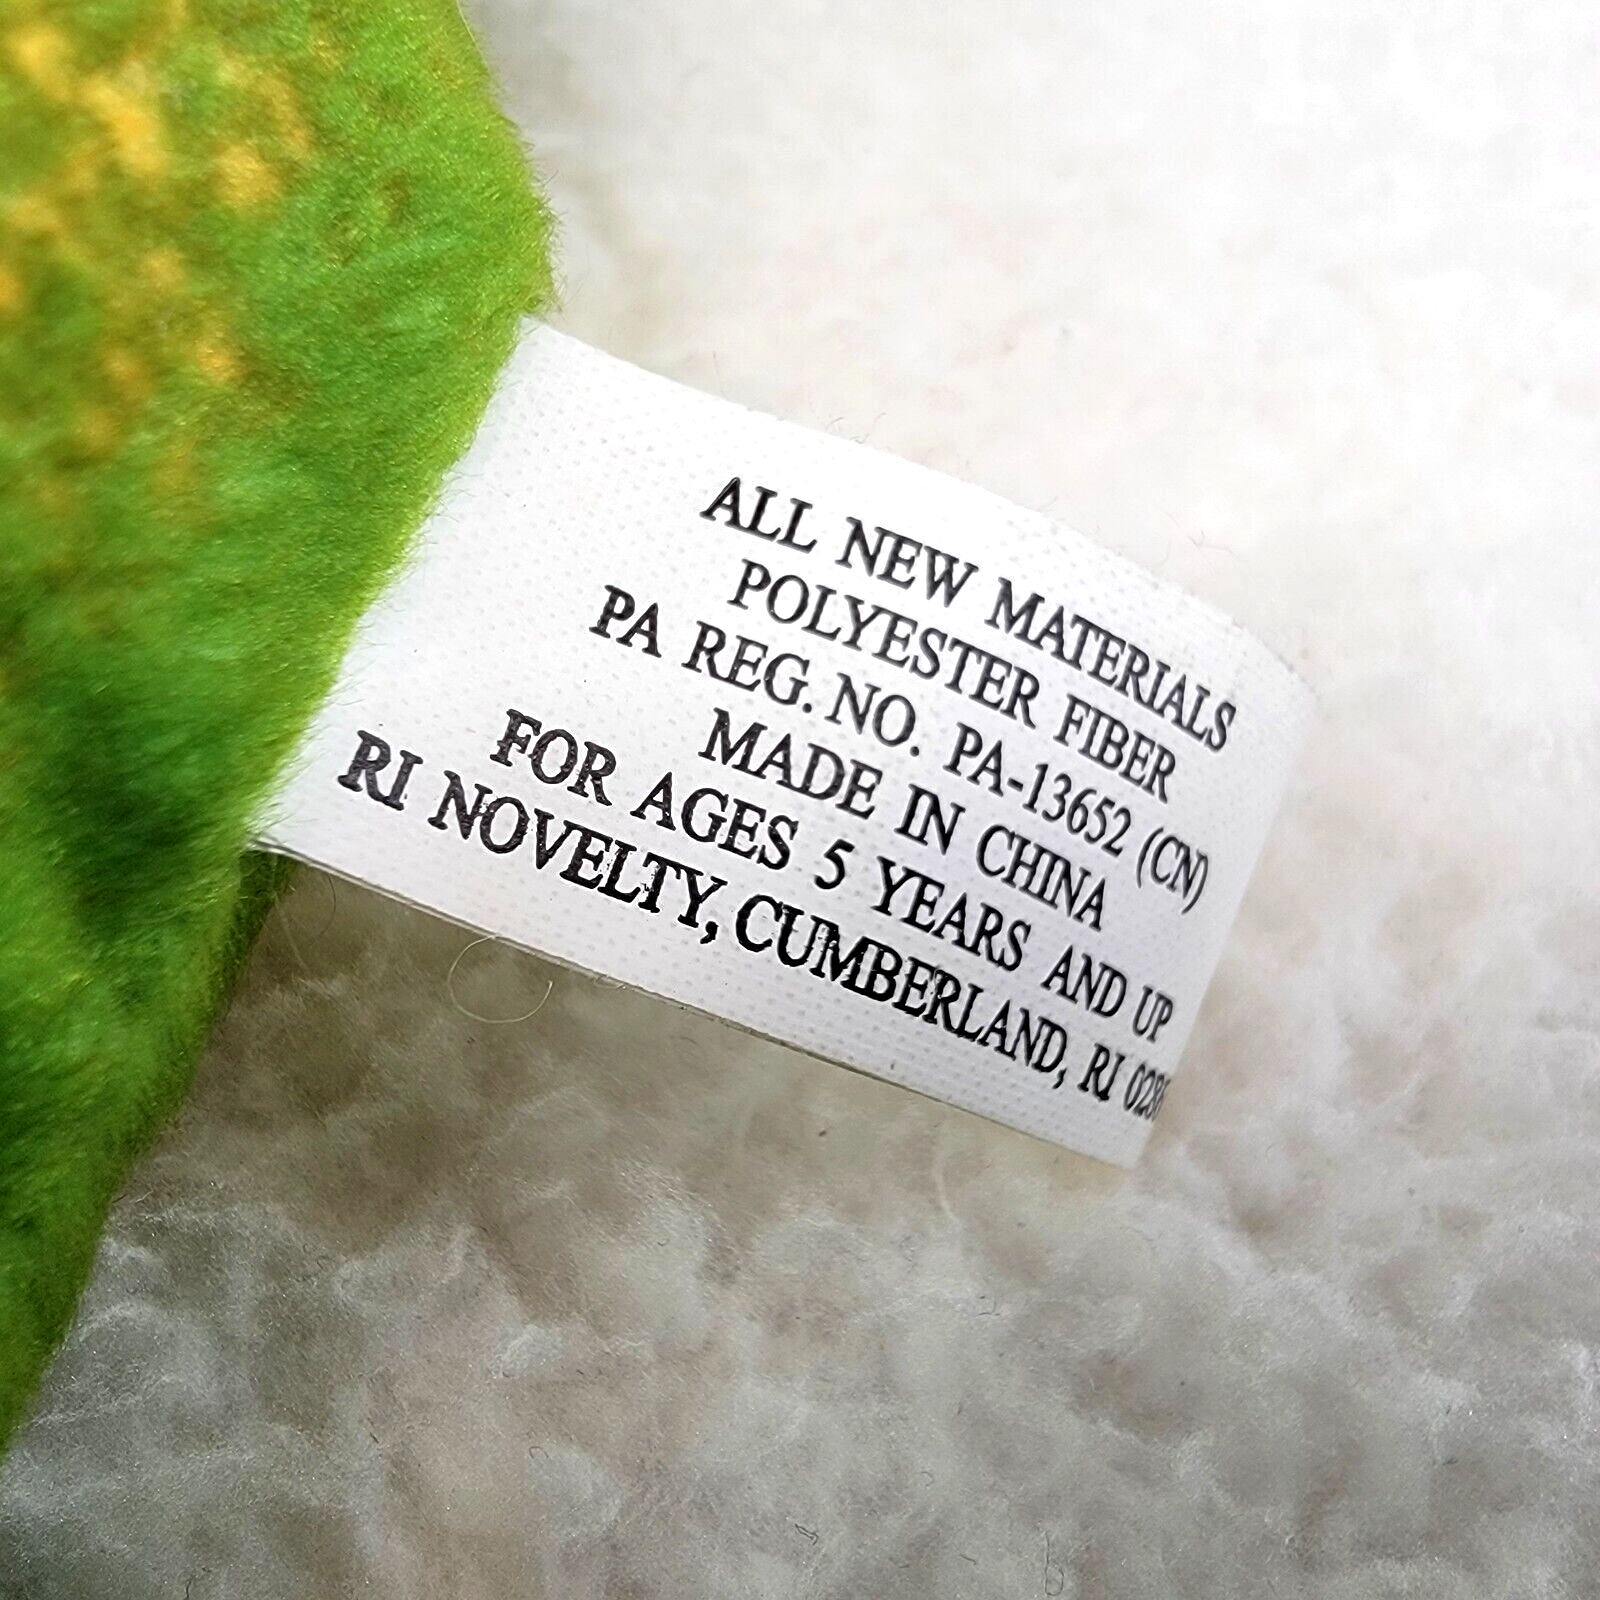 ALL NEW MATERIALS
POLYESTER FIBER
PA REG. NO. PA-13652 (CN)
MADE IN CHINA
FOR AGES 5 YEARS AND UP
RI NOVELTY, CUMBERLAND, RI